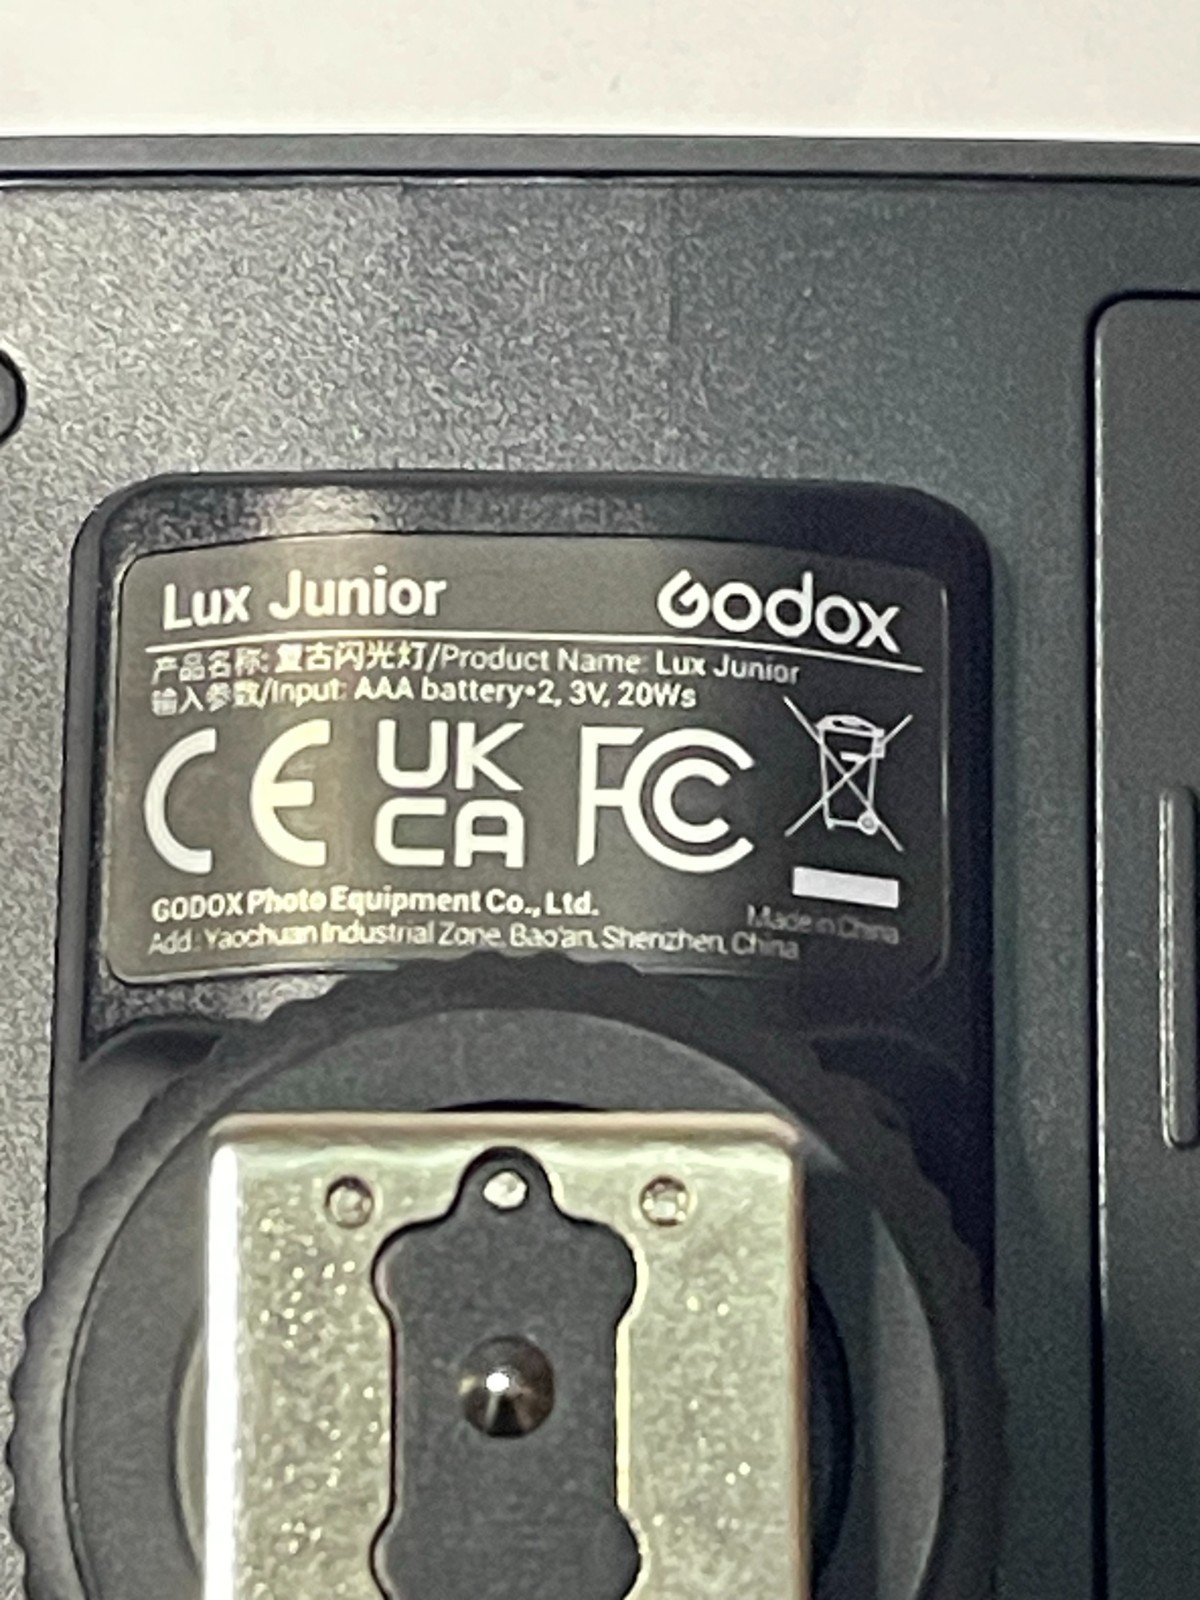 Lux Junior
Godox
产品名称: 复古闪光灯/Product Name: Lux Junior
输入参数/Input: AAA battery*2, 3V, 20Ws
CE
UK
CA
FC
GODOX Photo Equipment Co., Ltd.
Made in China
Add: Yaochuan Industrial Zone, Bao'an, Shenzhen, China